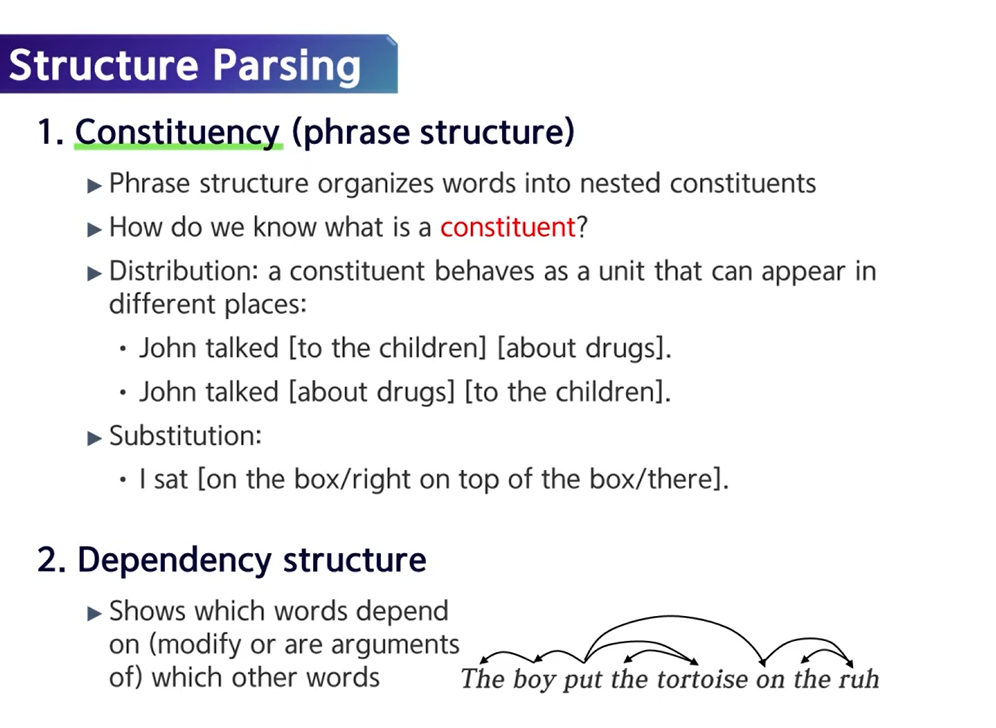 Structure Parsing
1. Constituency (phrase structure)
▶ Phrase structure organizes words into nested constituents
▶ How do we know what is a constituent?
▶ Distribution: a constituent behaves as a unit that can appear in
different places:
• John talked [to the children] [about drugs].
• John talked [about drugs] [to the children].
▶ Substitution:
• I sat [on the box/right on top of the box/there].
2. Dependency structure
▶ Shows which words depend
on (modify or are arguments
of) which other words
The boy put the tortoise on the ruh